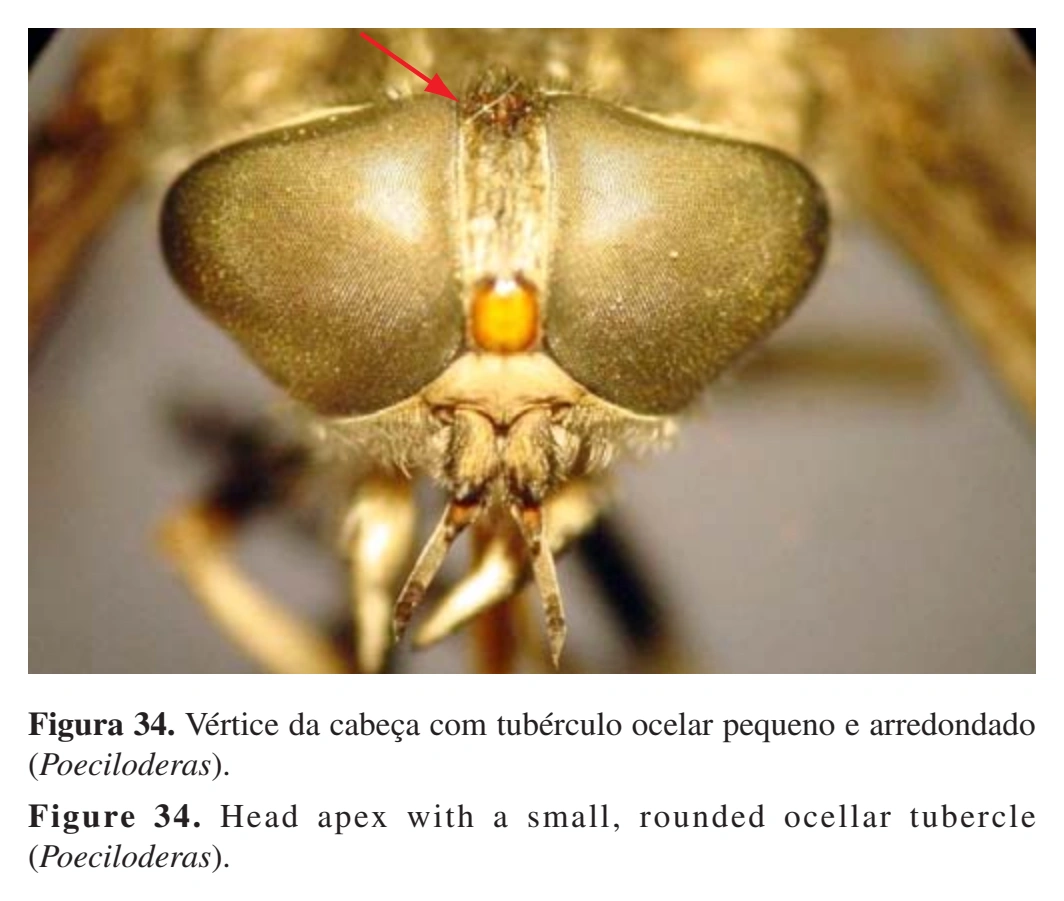 Figura 34. Vértice da cabeça com tubérculo ocelar pequeno e arredondado
(Poeciloderas).
Figure 34. Head apex with a small, rounded ocellar tubercle
(Poeciloderas).